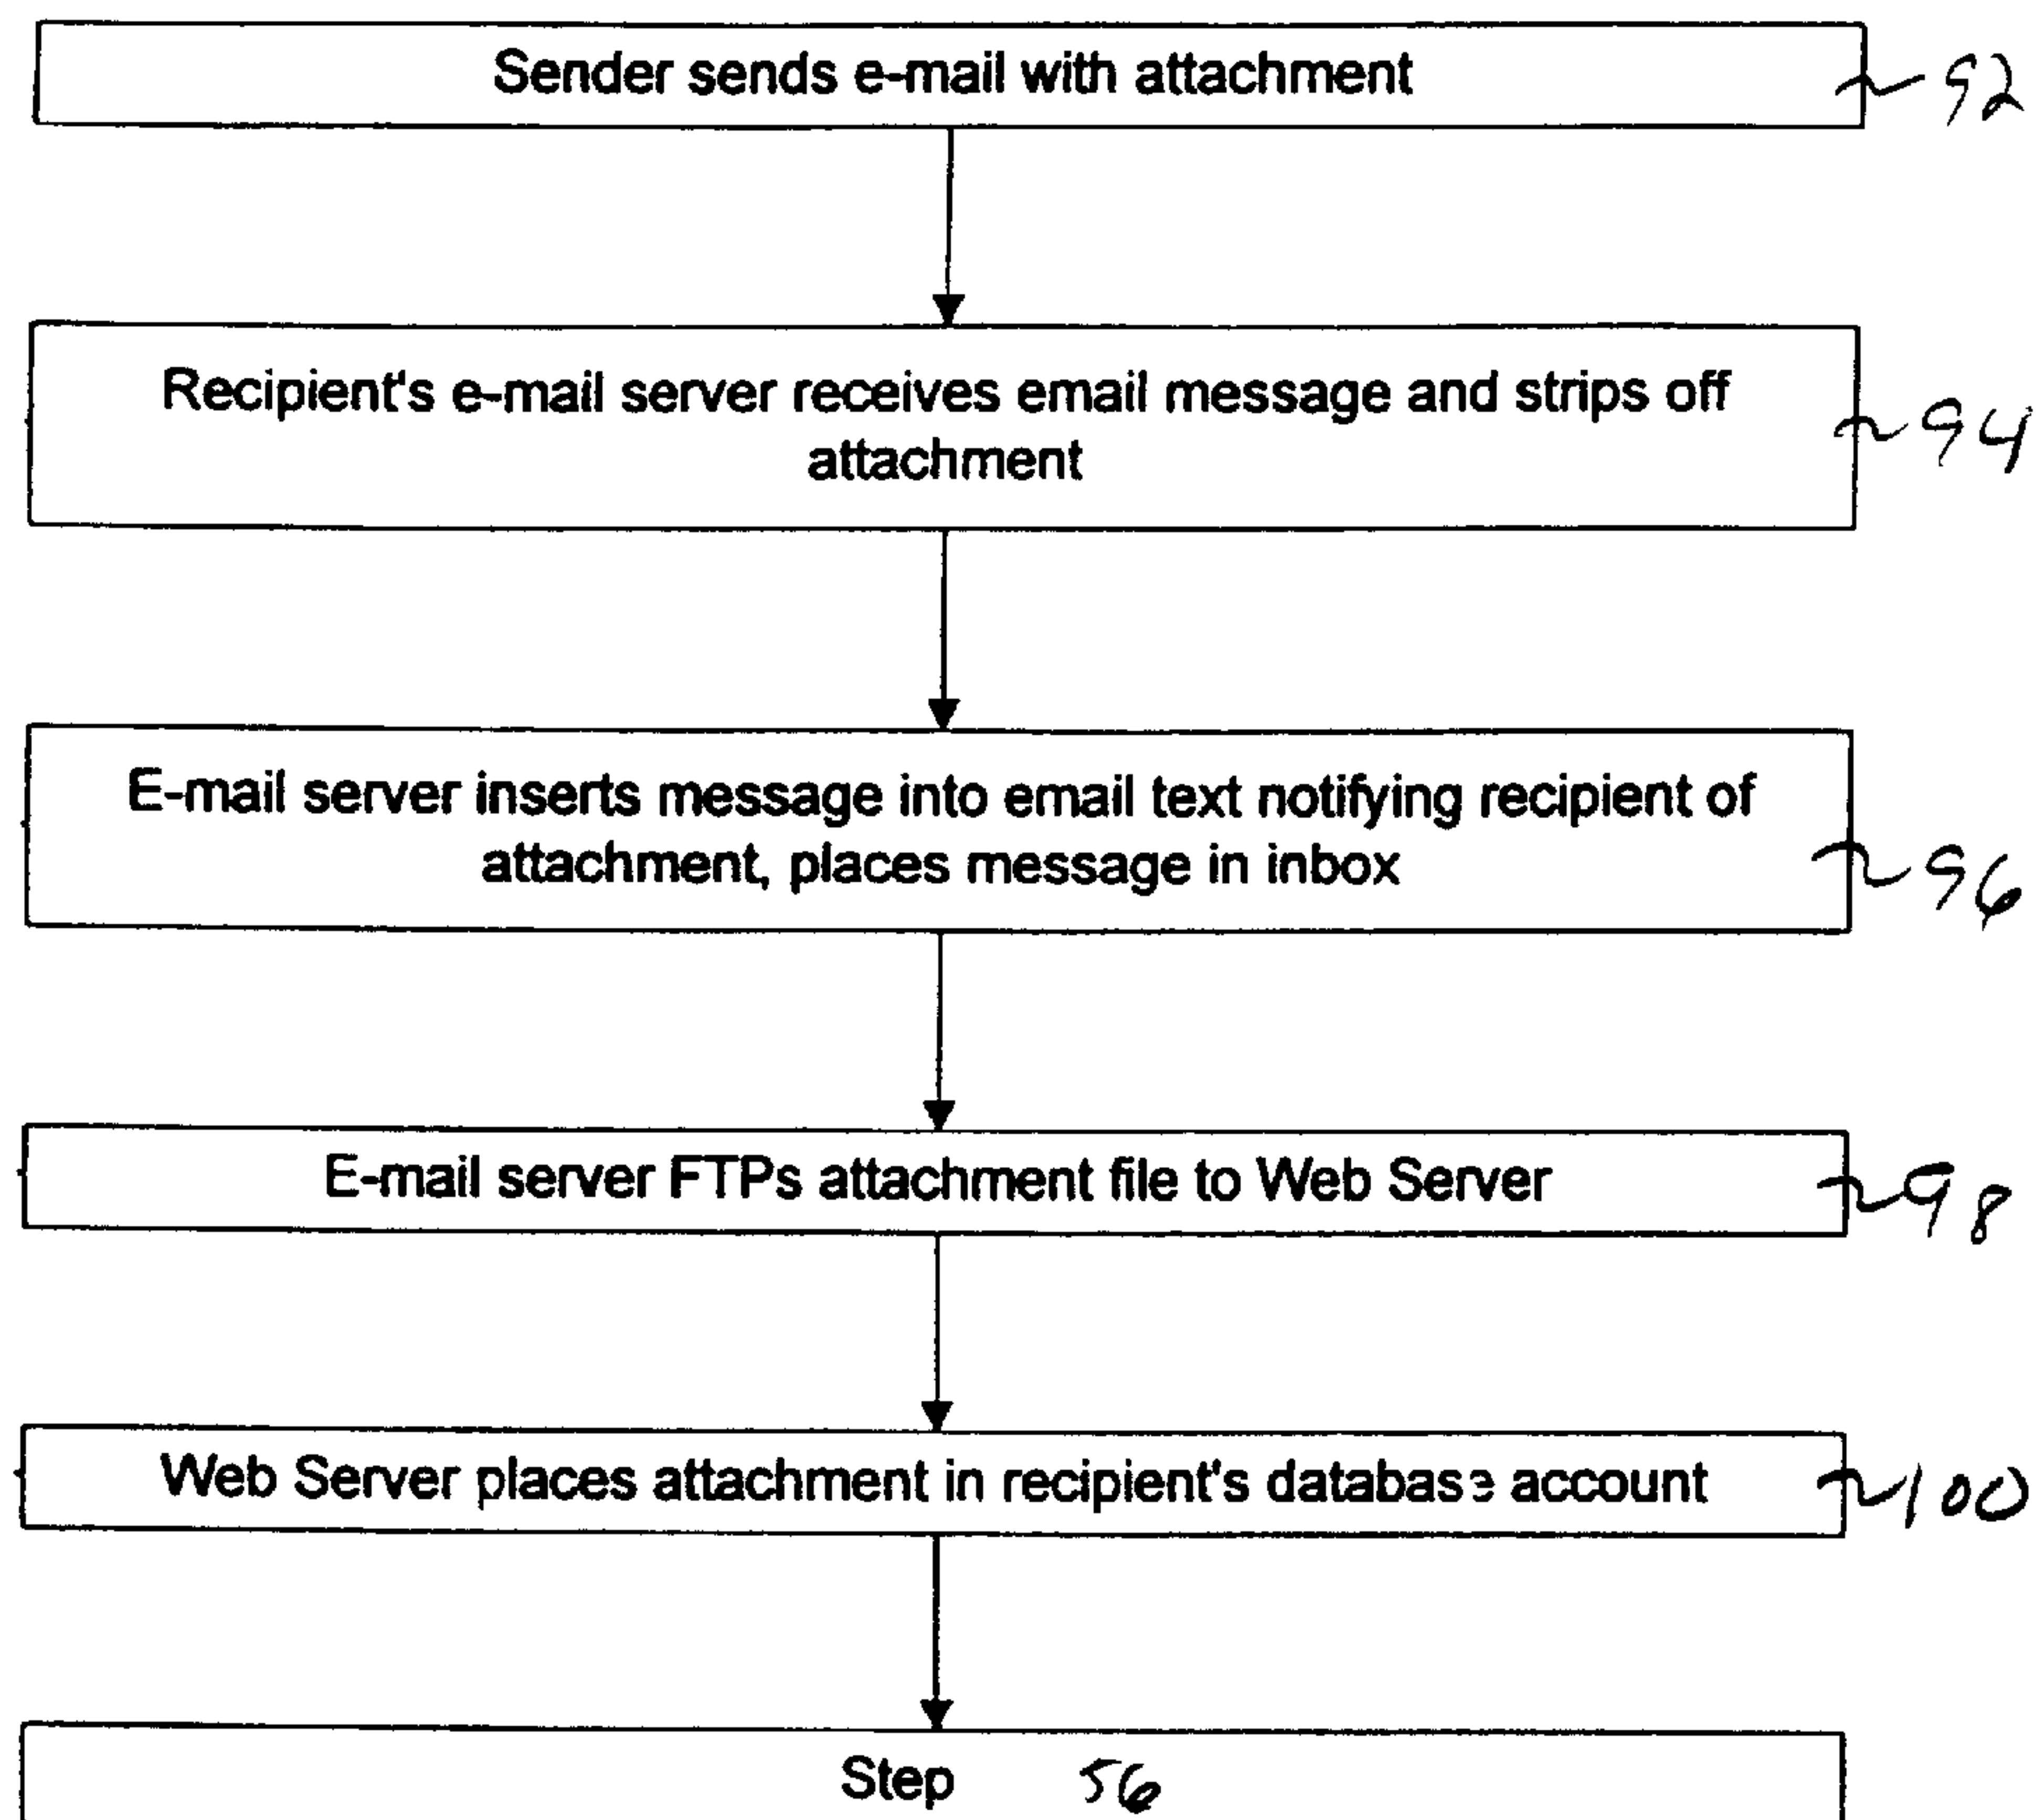 Sender sends e-mail with attachment
92
Recipient's e-mail server receives email message and strips off
attachment
94
E-mail server inserts message into email text notifying recipient of
attachment, places message in inbox
96
E-mail server FTPs attachment file to Web Server
98
Web Server places attachment in recipient's database account
100
Step 56